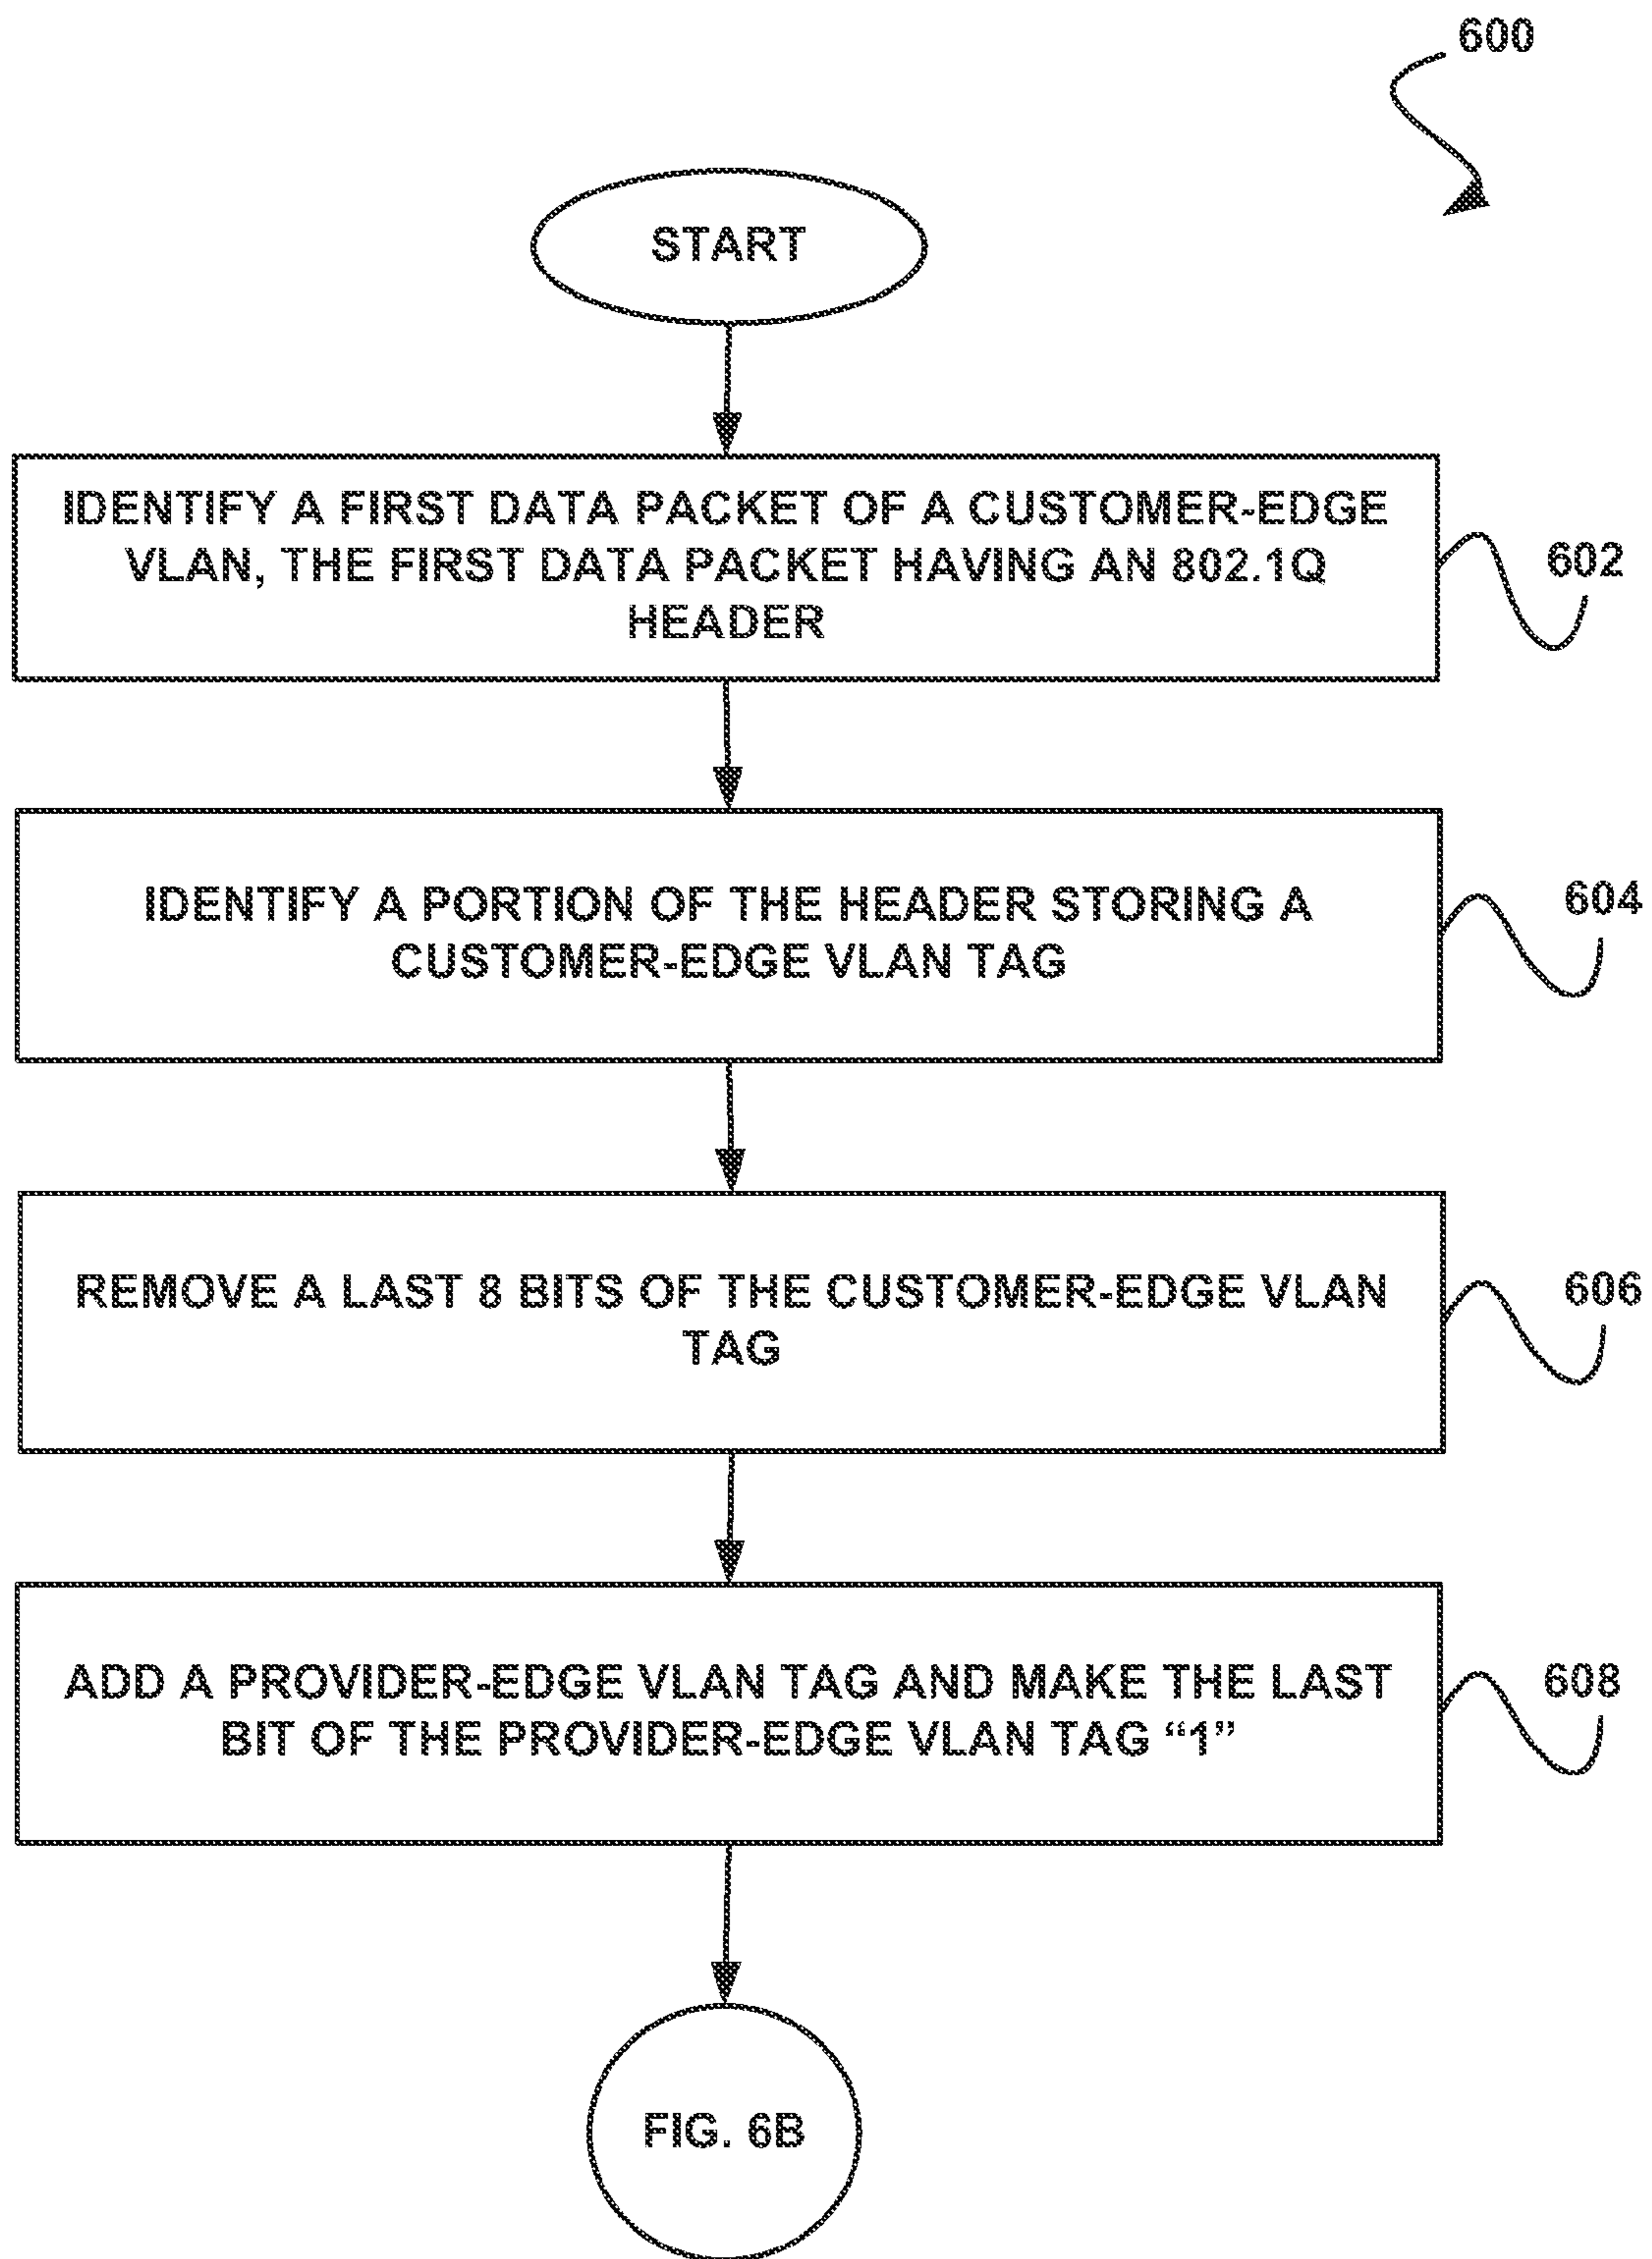 600
START
IDENTIFY A FIRST DATA PACKET OF A CUSTOMER-EDGE
VLAN, THE FIRST DATA PACKET HAVING AN 802.1Q
HEADER
602
IDENTIFY A PORTION OF THE HEADER STORING A
CUSTOMER-EDGE VLAN TAG
604
REMOVE A LAST 8 BITS OF THE CUSTOMER-EDGE VLAN
TAG
606
ADD A PROVIDER-EDGE VLAN TAG AND MAKE THE LAST
BIT OF THE PROVIDER-EDGE VLAN TAG “1”
608
FIG. 6B